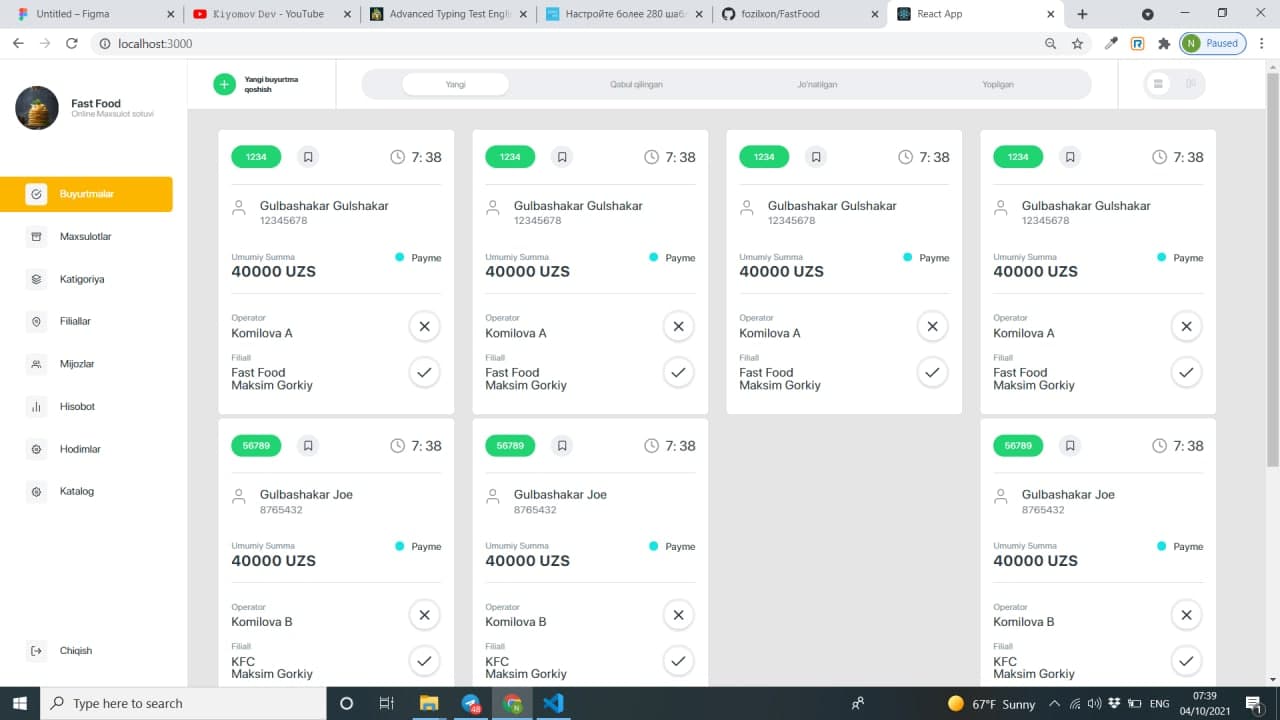 Untitled – Figma
Kiyomov Dev - YouTube
Advanced Typing Test Engli
Настройте более 280 шабл
fozilxon/FastFood
React App
localhost:3000
N
Paused
Fast Food
Online Maxsulot sotuvi
Yangi buyurtma
qoshish
Yangi
Qabul qilingan
Jo'natilgan
Yopilgan
Buyurtmalar
Maxsulotlar
Katigoriya
Filiallar
Mijozlar
Hisobot
Hodimlar
Katalog
Chiqish
1234
7: 38
Gulbashakar Gulshakar
12345678
Umumiy Summa
Payme
40000 UZS
Operator
Komilova A
Filiall
Fast Food
Maksim Gorkiy
56789
7: 38
Gulbashakar Joe
8765432
Umumiy Summa
Payme
40000 UZS
Operator
Komilova B
Filiall
KFC
Maksim Gorkiy
1234
7: 38
Gulbashakar Gulshakar
12345678
Umumiy Summa
Payme
40000 UZS
Operator
Komilova A
Filiall
Fast Food
Maksim Gorkiy
56789
7: 38
Gulbashakar Joe
8765432
Umumiy Summa
Payme
40000 UZS
Operator
Komilova B
Filiall
KFC
Maksim Gorkiy
1234
7: 38
Gulbashakar Gulshakar
12345678
Umumiy Summa
Payme
40000 UZS
Operator
Komilova A
Filiall
Fast Food
Maksim Gorkiy
1234
7: 38
Gulbashakar Gulshakar
12345678
Umumiy Summa
Payme
40000 UZS
Operator
Komilova A
Filiall
Fast Food
Maksim Gorkiy
56789
7: 38
Gulbashakar Joe
8765432
Umumiy Summa
Payme
40000 UZS
Operator
Komilova B
Filiall
KFC
Maksim Gorkiy
Type here to search
48
67°F Sunny
ENG
07:39
04/10/2021
1